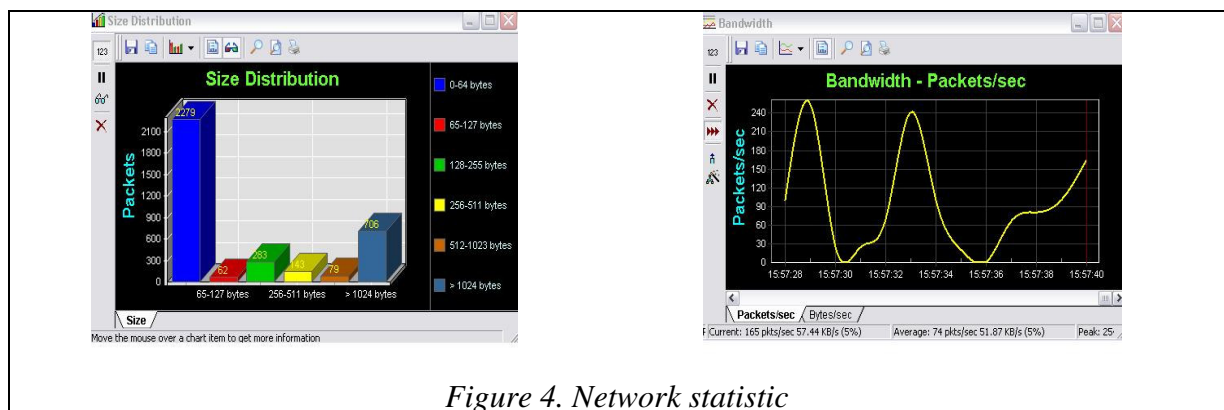 Size Distribution
123
Size Distribution
Packets
2100
1800
1500
1200
900
600
300
0
2279
62
283
79
706
65-127 bytes
256-511 bytes
> 1024 bytes
0-64 bytes
65-127 bytes
128-255 bytes
256-511 bytes
512-1023 bytes
> 1024 bytes
Size
Move the mouse over a chart item to get more information
Bandwidth
123
Bandwidth - Packets/sec
Packets/sec
240
210
180
150
120
90
60
30
0
15:57:28
15:57:30
15:57:32
15:57:34
15:57:36
15:57:38
15:57:40
Packets/sec
Bytes/sec
Current: 165 pkts/sec 57.44 KB/s (5%)
Average: 74 pkts/sec 51.87 KB/s (5%)
Peak: 25
Figure 4. Network statistic